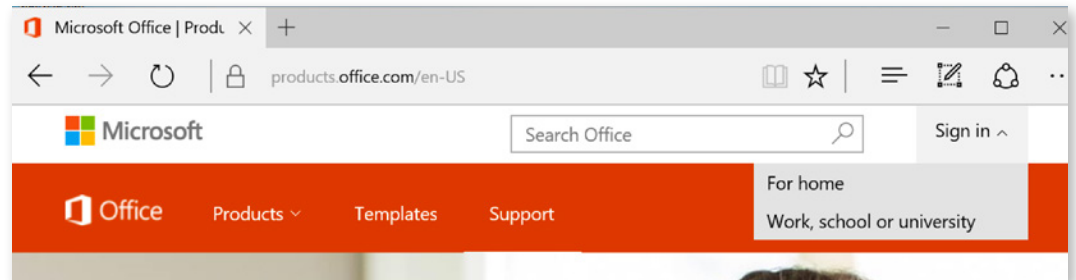 Microsoft Office | Produ
products.office.com/en-US
Microsoft
Search Office
Sign in
For home
Work, school or university
Office
Products
Templates
Support